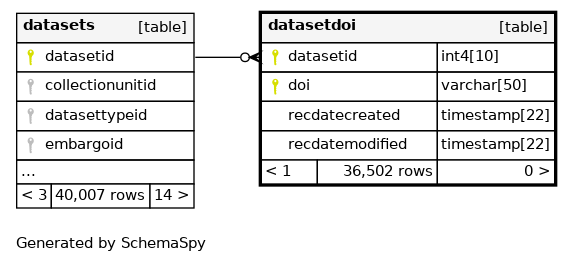 datasets [table]
datasetid
collectionunitid
datasettypeid
embargoid
...
< 3 40,007 rows 14 >
datasetdoi [table]
datasetid int4[10]
doi varchar[50]
recdatecreated timestamp[22]
recdatemodified timestamp[22]
< 1 36,502 rows 0 >
Generated by SchemaSpy